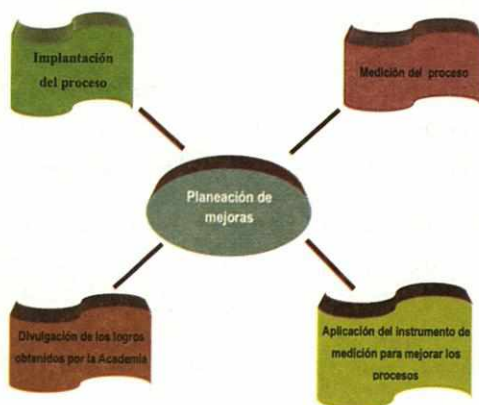 Implantación
del proceso
Medición del proceso
Planeación de
mejoras
Divulgación de los logros
obtenidos por la Academia
Aplicación del instrumento de
medición para mejorar los
procesos